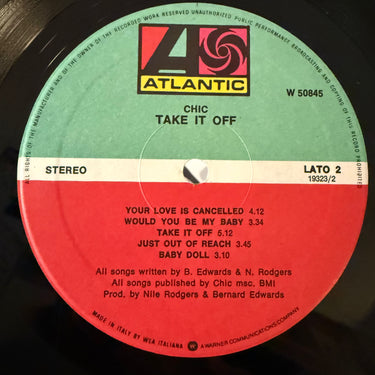 ALL RIGHTS OF THE MANUFACTURER AND OF THE OWNER OF THE RECORDED WORK RESERVED UNAUTHORIZED PUBLIC PERFORMANCE BROADCASTING AND COPYING OF THIS RECORD PROHIBITED
A
ATLANTIC
W 50845
CHIC
TAKE IT OFF
STEREO
LATO 2
19323/2
YOUR LOVE IS CANCELLED 4.12
WOULD YOU BE MY BABY 3.34
TAKE IT OFF 5.12
JUST OUT OF REACH 3.45
BABY DOLL 3.10
All songs written by B. Edwards & N. Rodgers
All songs published by Chic msc. BMI
Prod, by Nile Rodgers & Bernard Edwards
MADE IN ITALY BY WEA ITALIANA A WARNER COMMUNICATIONS COMPANY